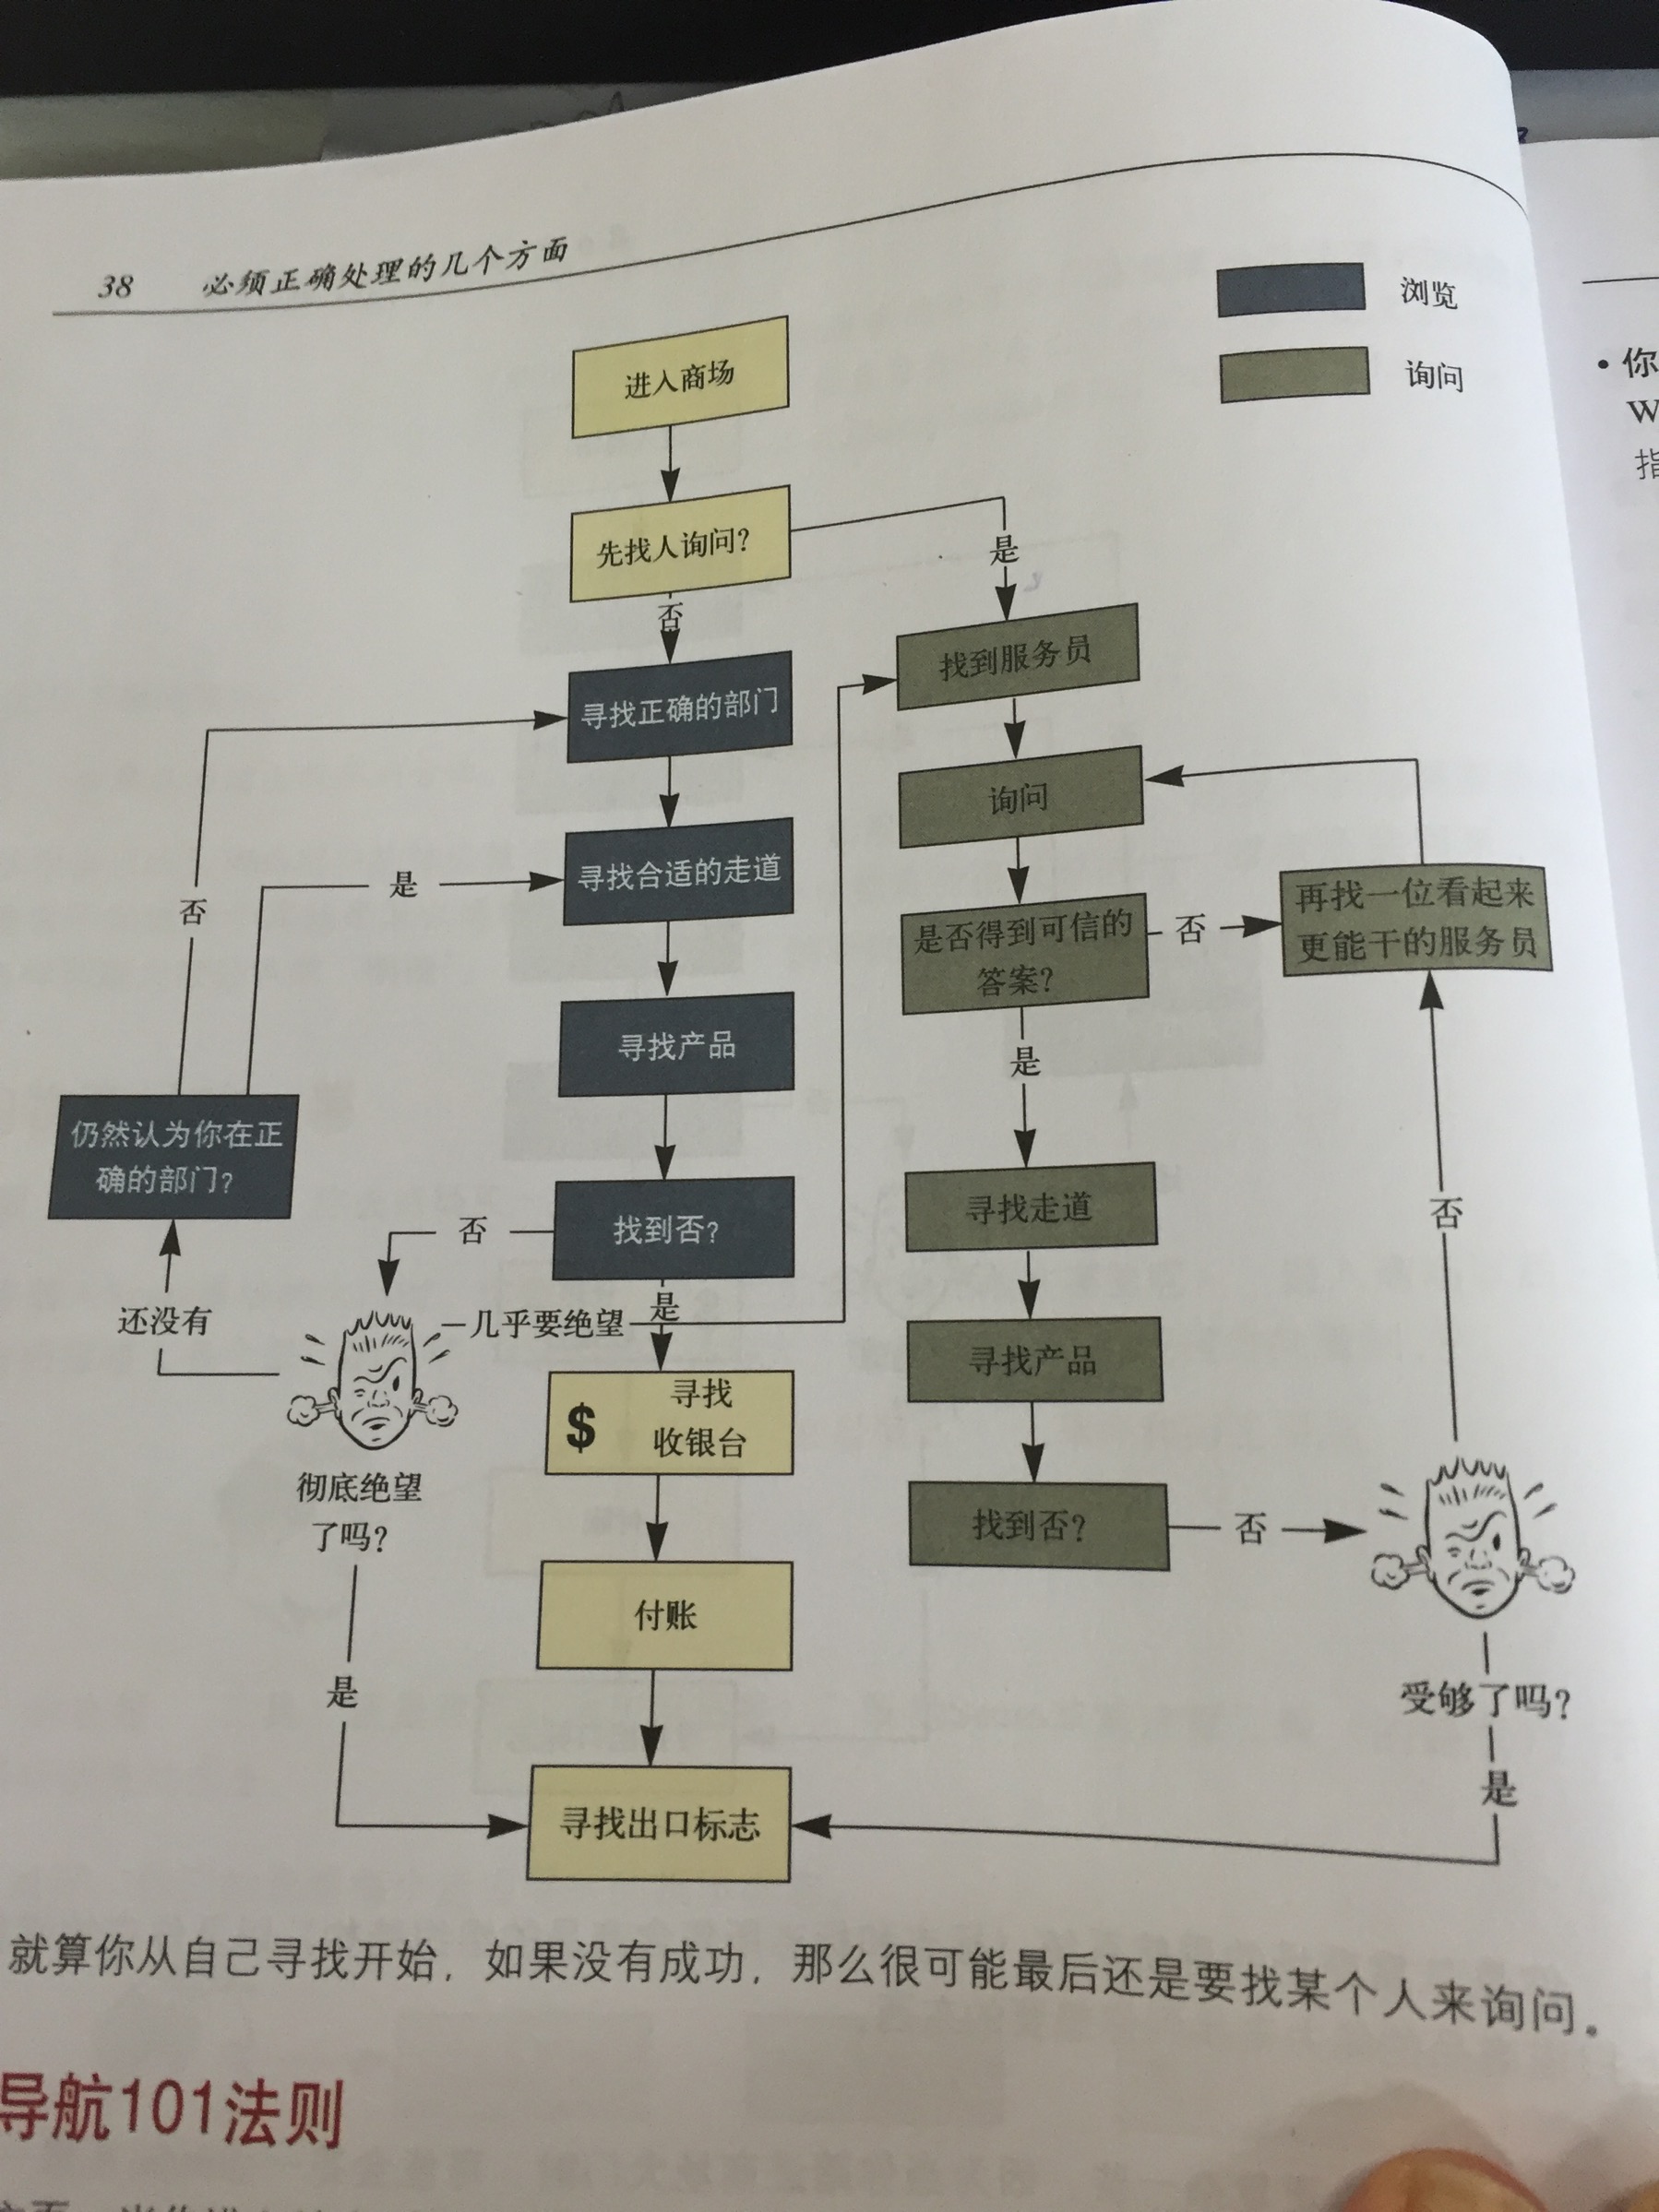 38 必须正确处理的几个方面
浏览
询问
进入商场
先找人询问?
是
否
找到服务员
寻找正确的部门
询问
寻找合适的走道
是
否
是否得到可信的
答案?
否
再找一位看起来
更能干的服务员
寻找产品
是
仍然认为你在正
确的部门?
寻找走道
找到否?
否
否
还没有
几乎要绝望
是
寻找产品
$ 寻找
收银台
彻底绝望
了吗?
找到否?
否
付账
是
受够了吗?
是
寻找出口标志
就算你从自己寻找开始，如果没有成功，那么很可能最后还是要找某个人来询问。
导航101法则
• 你
W
指